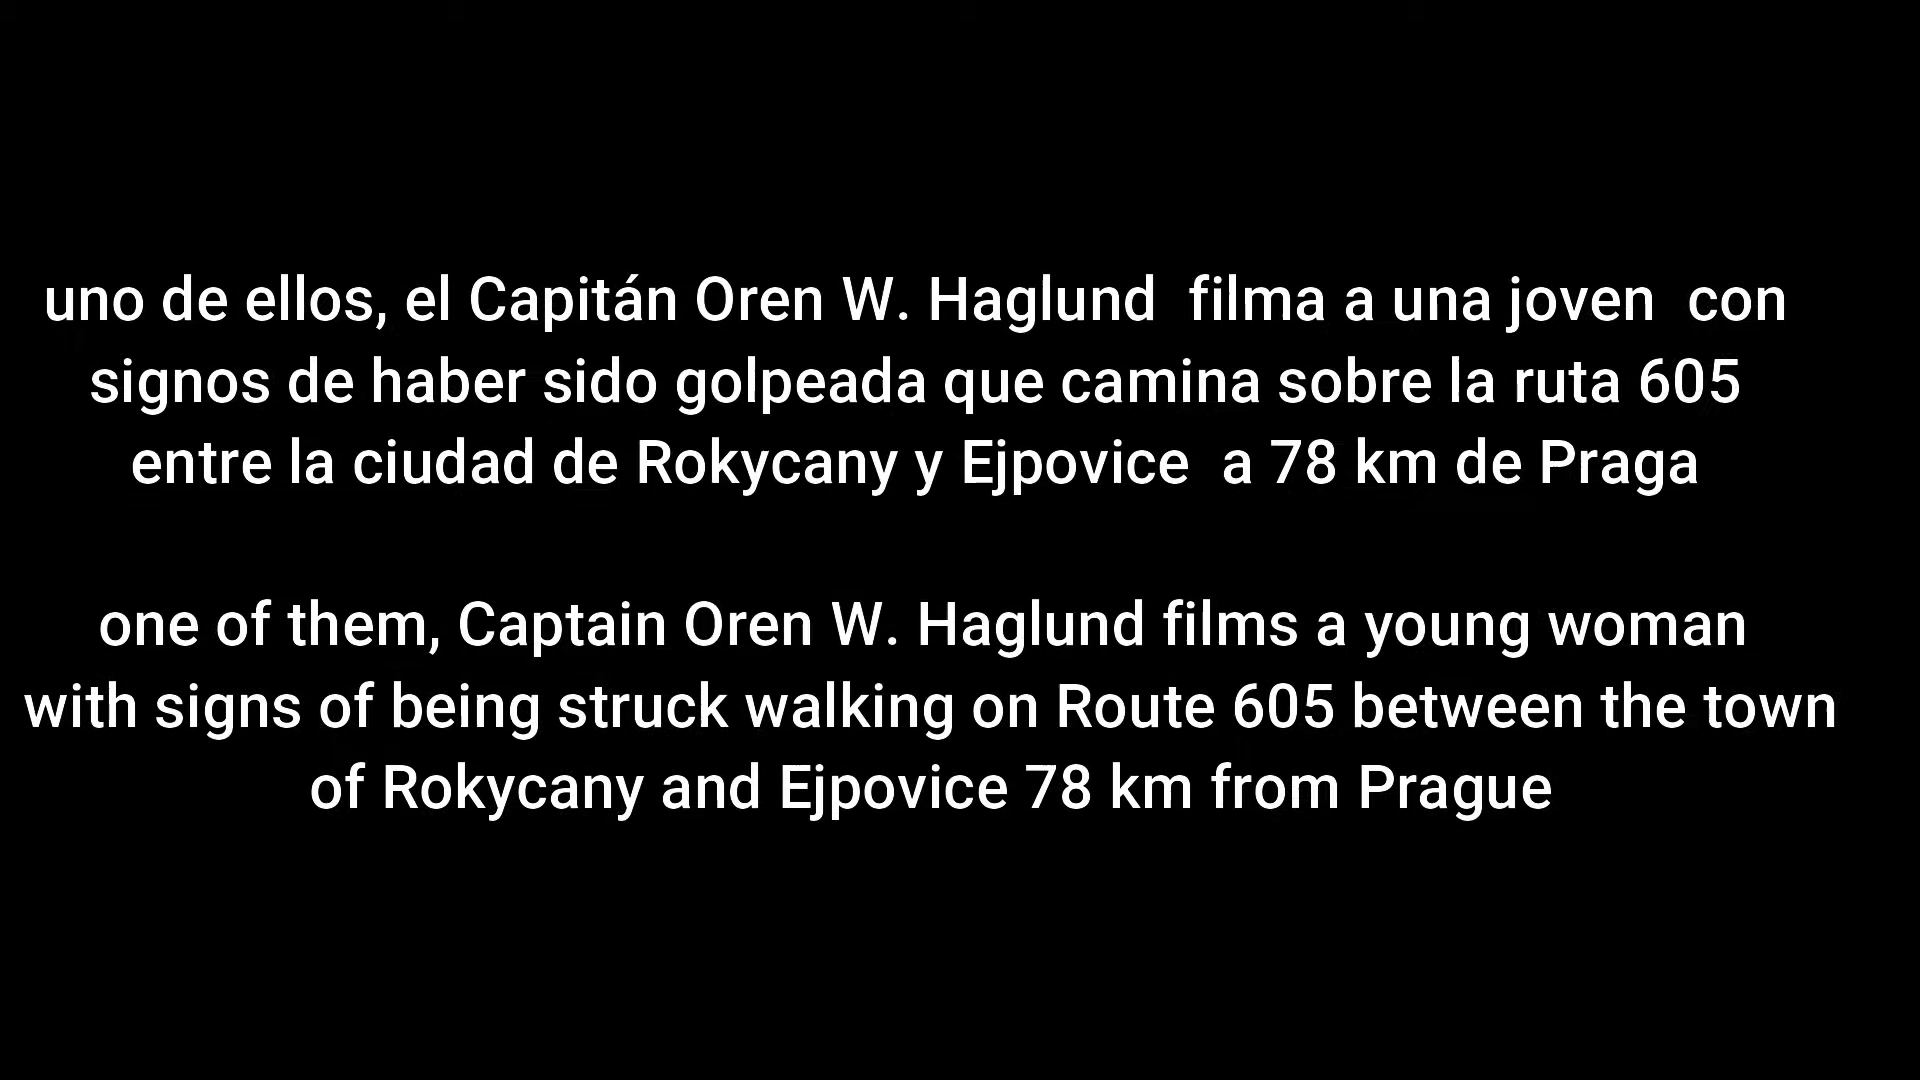 uno de ellos, el Capitán Oren W. Haglund  filma a una joven  con
signos de haber sido golpeada que camina sobre la ruta 605
entre la ciudad de Rokycany y Ejpovice  a 78 km de Praga
one of them, Captain Oren W. Haglund films a young woman
with signs of being struck walking on Route 605 between the town
of Rokycany and Ejpovice 78 km from Prague